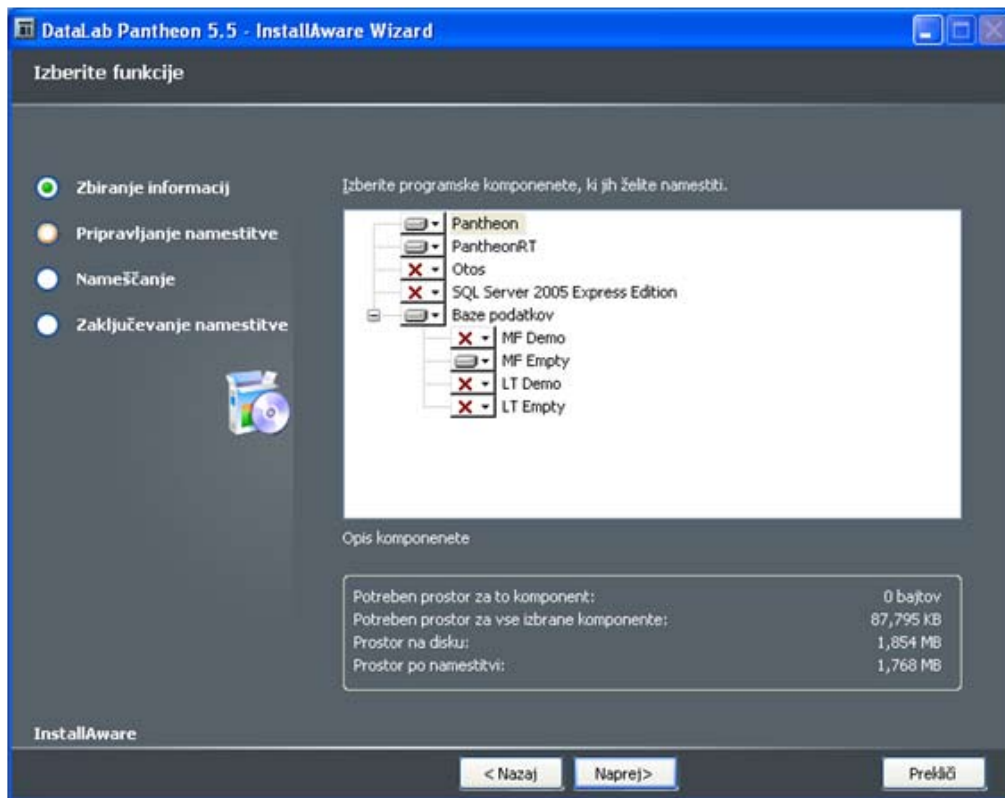 DataLab Pantheon 5.5 - InstallAware Wizard
Izberite funkcije
Zbiranje informacij
Pripravljanje namestitve
Nameščanje
Zaključevanje namestitve
Izberite programske komponenete, ki jih želite namestiti.
Pantheon
PantheonRT
Otos
SQL Server 2005 Express Edition
Baze podatkov
MF Demo
MF Empty
LT Demo
LT Empty
Opis komponenete
Potreben prostor za to komponent: 0 bajtov
Potreben prostor za vse izbrane komponente: 87,795 KB
Prostor na disku: 1,854 MB
Prostor po namestitvi: 1,768 MB
InstallAware
< Nazaj
Naprej>
Prekliči